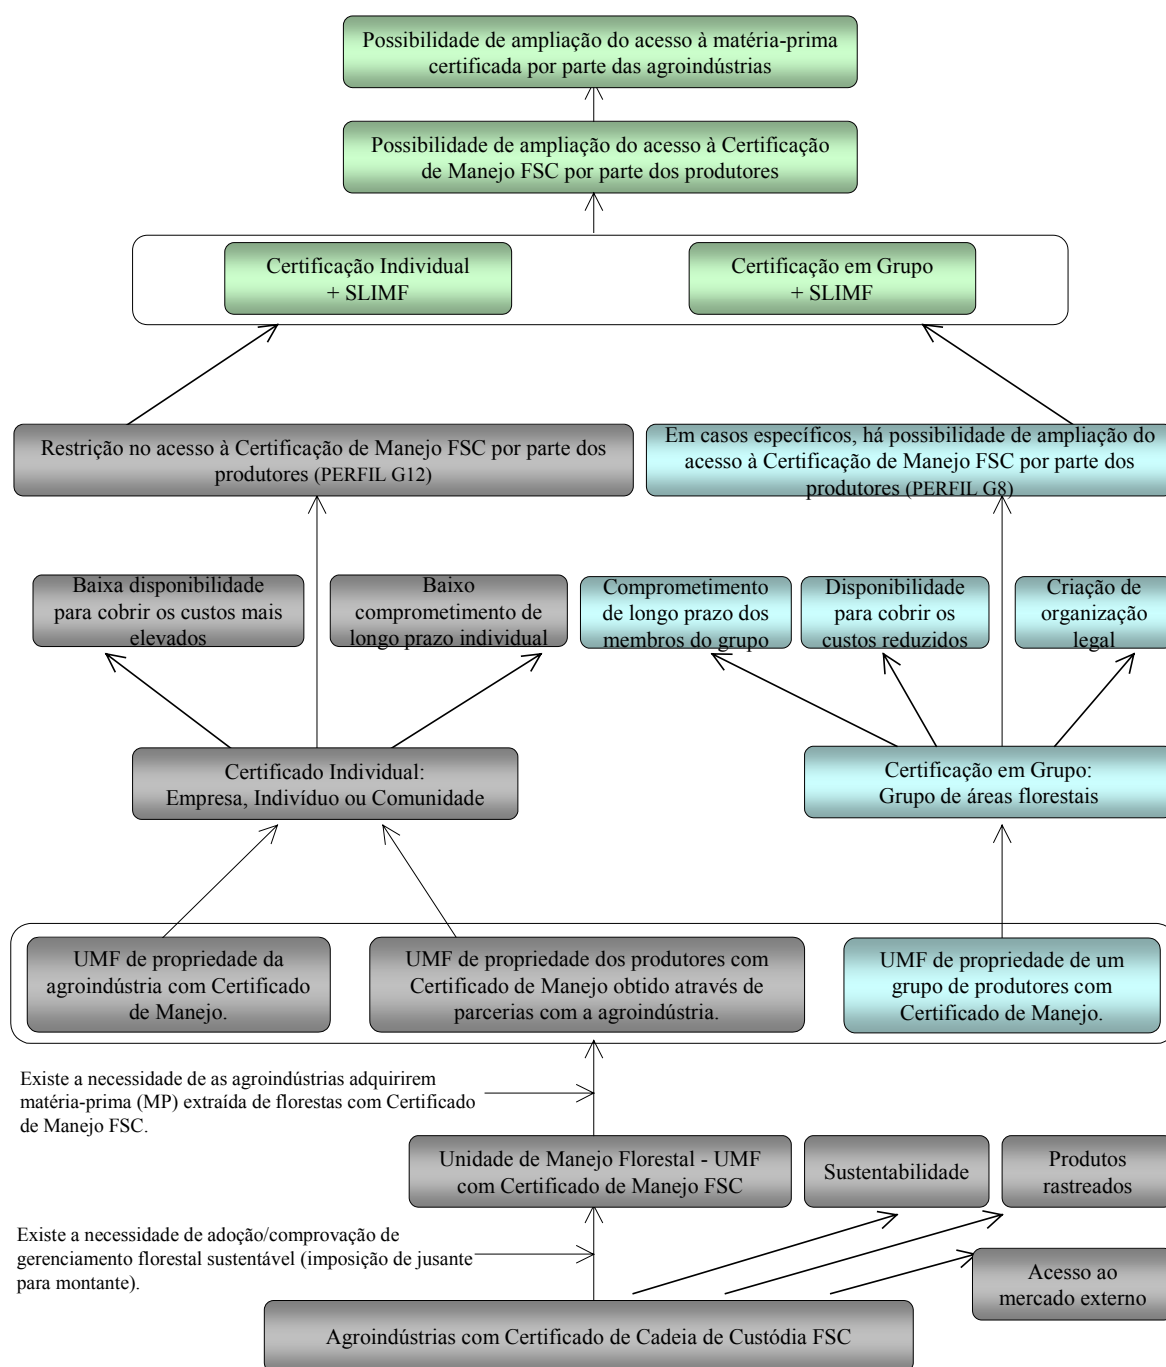 Possibilidade de ampliação do acesso à matéria-prima
certificada por parte das agroindústrias
Possibilidade de ampliação do acesso à Certificação
de Manejo FSC por parte dos produtores
Certificação Individual
+ SLIMF
Certificação em Grupo
+ SLIMF
Restrição no acesso à Certificação de Manejo FSC por parte dos
produtores (PERFIL G12)
Em casos específicos, há possibilidade de ampliação do
acesso à Certificação de Manejo FSC por parte dos
produtores (PERFIL G8)
Baixa disponibilidade
para cobrir os custos mais
elevados
Baixo
comprometimento de
longo prazo individual
Comprometimento
de longo prazo dos
membros do grupo
Disponibilidade
para cobrir os
custos reduzidos
Criação de
organização
legal
Certificado Individual:
Empresa, Indivíduo ou Comunidade
Certificação em Grupo:
Grupo de áreas florestais
UMF de propriedade da
agroindústria com Certificado
de Manejo.
UMF de propriedade dos produtores com
Certificado de Manejo obtido através de
parcerias com a agroindústria.
UMF de propriedade de um
grupo de produtores com
Certificado de Manejo.
Existe a necessidade de as agroindústrias adquirirem
matéria-prima (MP) extraída de florestas com Certificado
de Manejo FSC.
Unidade de Manejo Florestal - UMF
com Certificado de Manejo FSC
Sustentabilidade
Produtos
rastreados
Existe a necessidade de adoção/comprovação de
gerenciamento florestal sustentável (imposição de jusante
para montante).
Acesso ao
mercado externo
Agroindústrias com Certificado de Cadeia de Custódia FSC